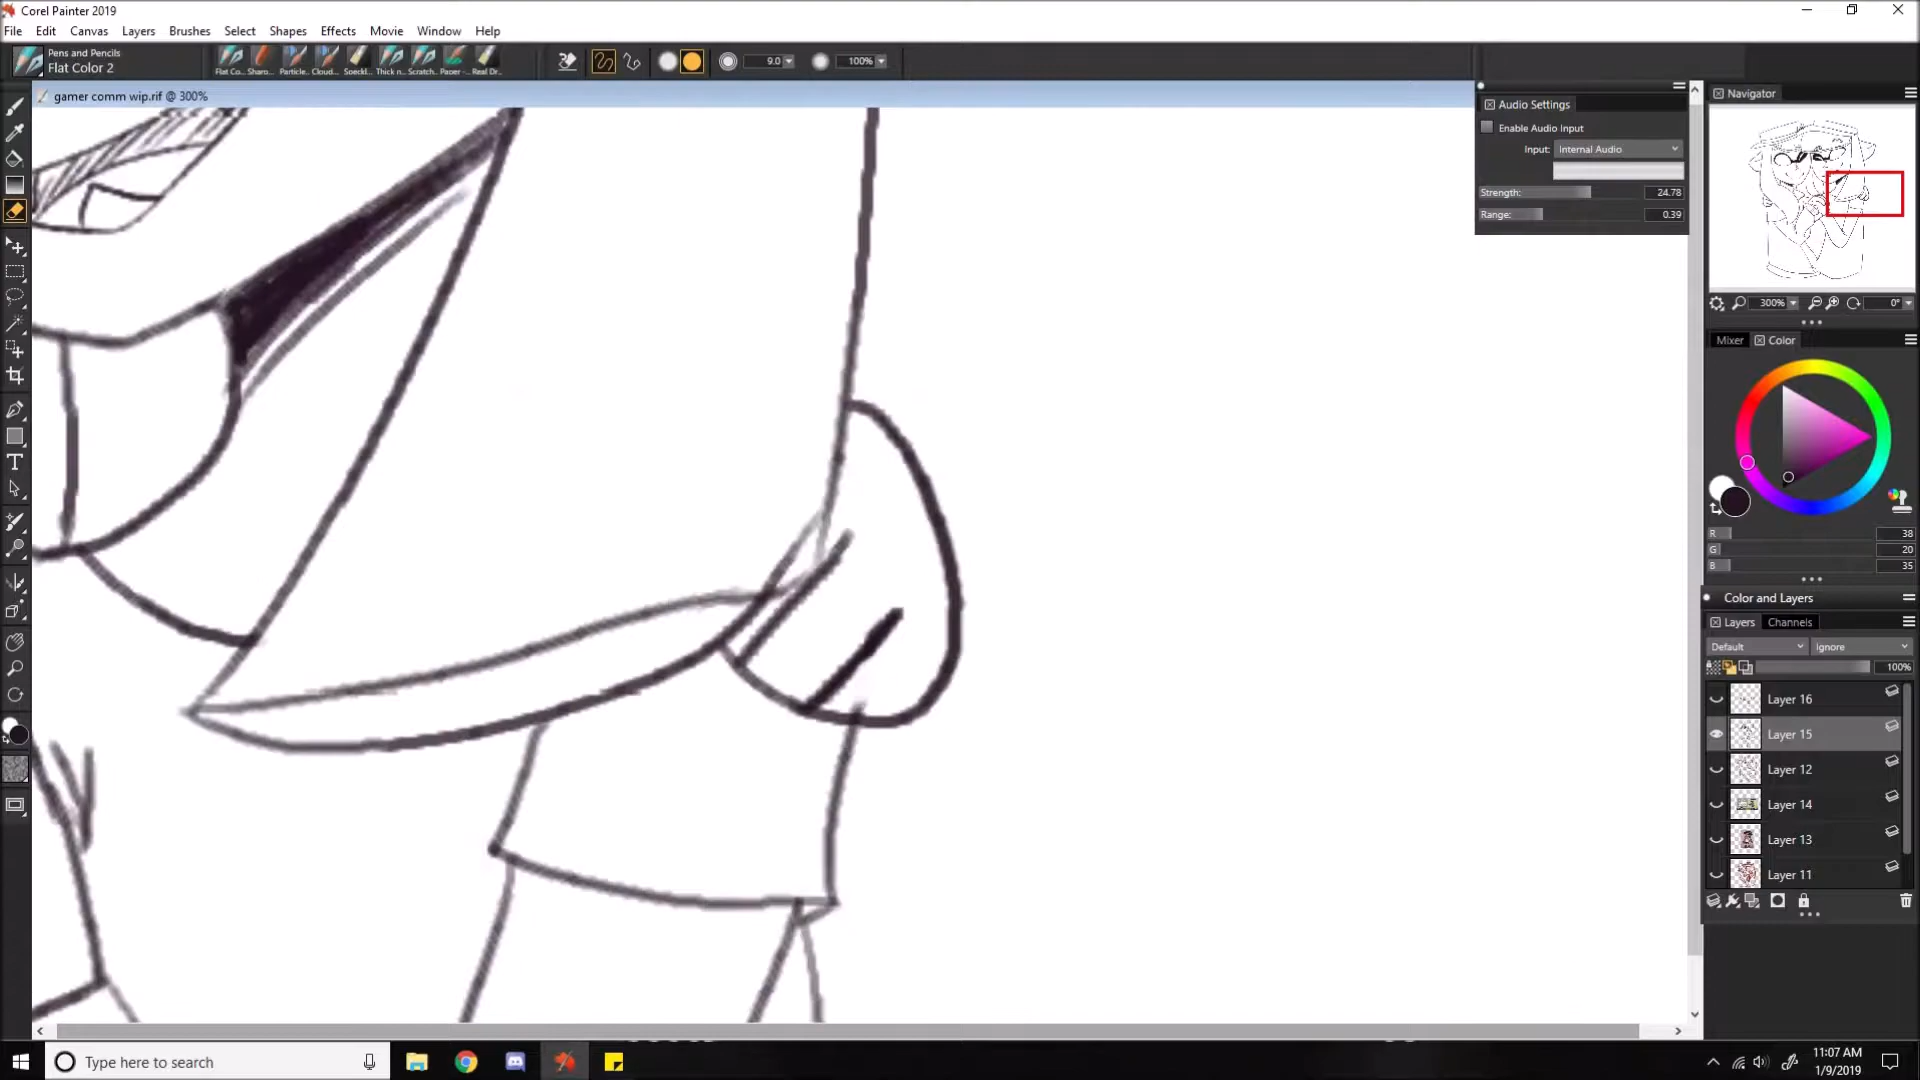 Corel Painter 2019
File Edit Canvas Layers Brushes Select Shapes Effects Movie Window Help
Pens and Pencils
Flat Color 2
Flat Co... Sharo... Particle... Cloud... Speckl... Thick n... Scratch... Paper -... Real Dr...
9.0
100%
gamer comm wip.rif @ 300%
Audio Settings
Enable Audio Input
Input: Internal Audio
Strength: 24.78
Range: 0.39
Navigator
300% 0°
Mixer Color
R 38
G 20
B 35
Color and Layers
Layers Channels
Default Ignore
100%
Layer 16
Layer 15
Layer 12
Layer 14
Layer 13
Layer 11
T
Type here to search
11:07 AM
1/9/2019